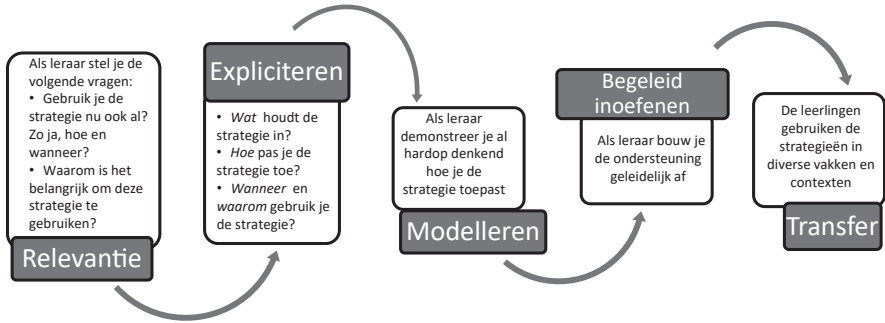 Als leraar stel je de
volgende vragen:
• Gebruik je de
strategie nu ook al?
Zo ja, hoe en
wanneer?
• Waarom is het
belangrijk om deze
strategie te
gebruiken?
Relevantie
Expliciteren
• Wat houdt de
strategie in?
• Hoe pas je de
strategie toe?
• Wanneer en
waarom gebruik je
de strategie?
Als leraar
demonstreer je al
hardop denkend
hoe je de
strategie toepast
Modelleren
Begeleid
inoefenen
Als leraar bouw je
de ondersteuning
geleidelijk af
De leerlingen
gebruiken de
strategieën in
diverse vakken en
contexten
Transfer